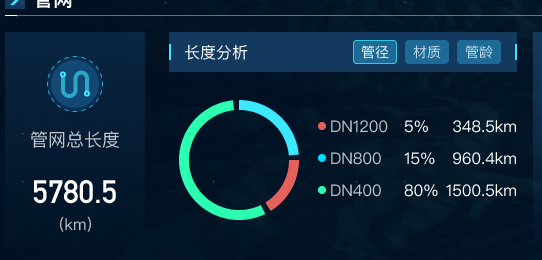 管网
长度分析
管径 材质 管龄
管网总长度
5780.5
(km)
DN1200 5% 348.5km
DN800 15% 960.4km
DN400 80% 1500.5km